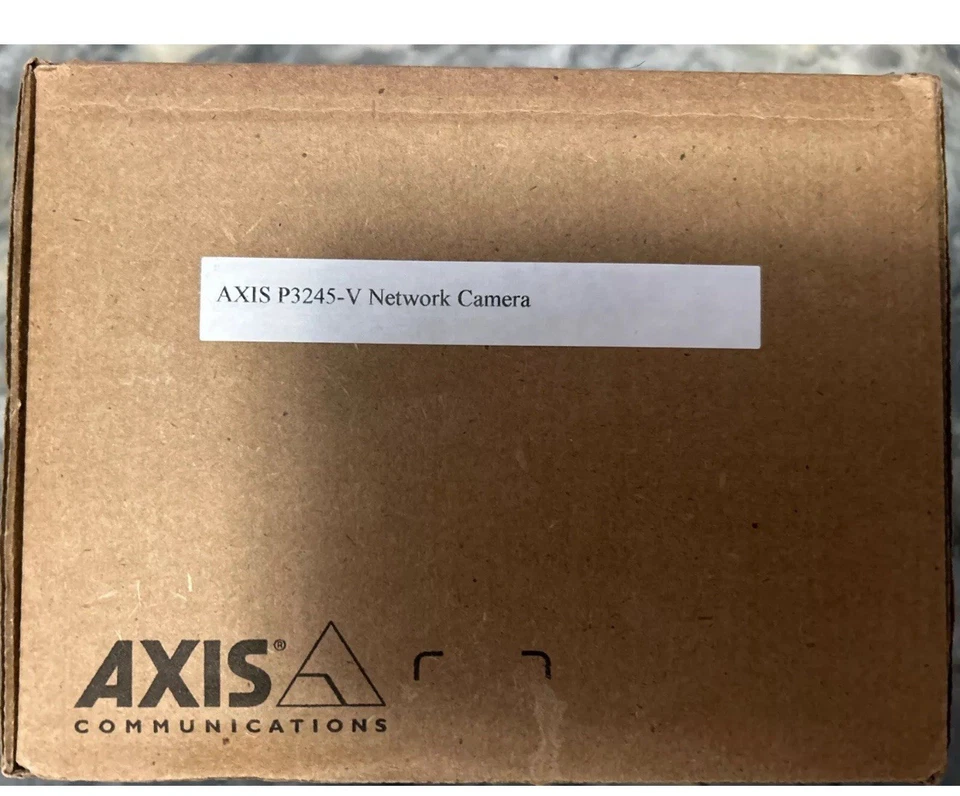 AXIS P3245-V Network Camera
AXIS®
COMMUNICATIONS